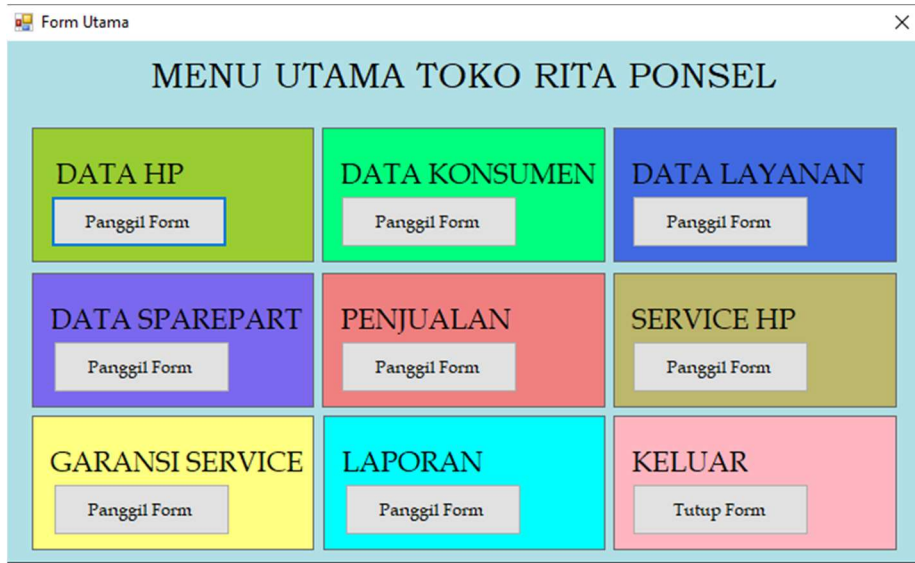 Form Utama
MENU UTAMA TOKO RITA PONSEL
DATA HP
Panggil Form
DATA KONSUMEN
Panggil Form
DATA LAYANAN
Panggil Form
DATA SPAREPART
Panggil Form
PENJUALAN
Panggil Form
SERVICE HP
Panggil Form
GARANSI SERVICE
Panggil Form
LAPORAN
Panggil Form
KELUAR
Tutup Form